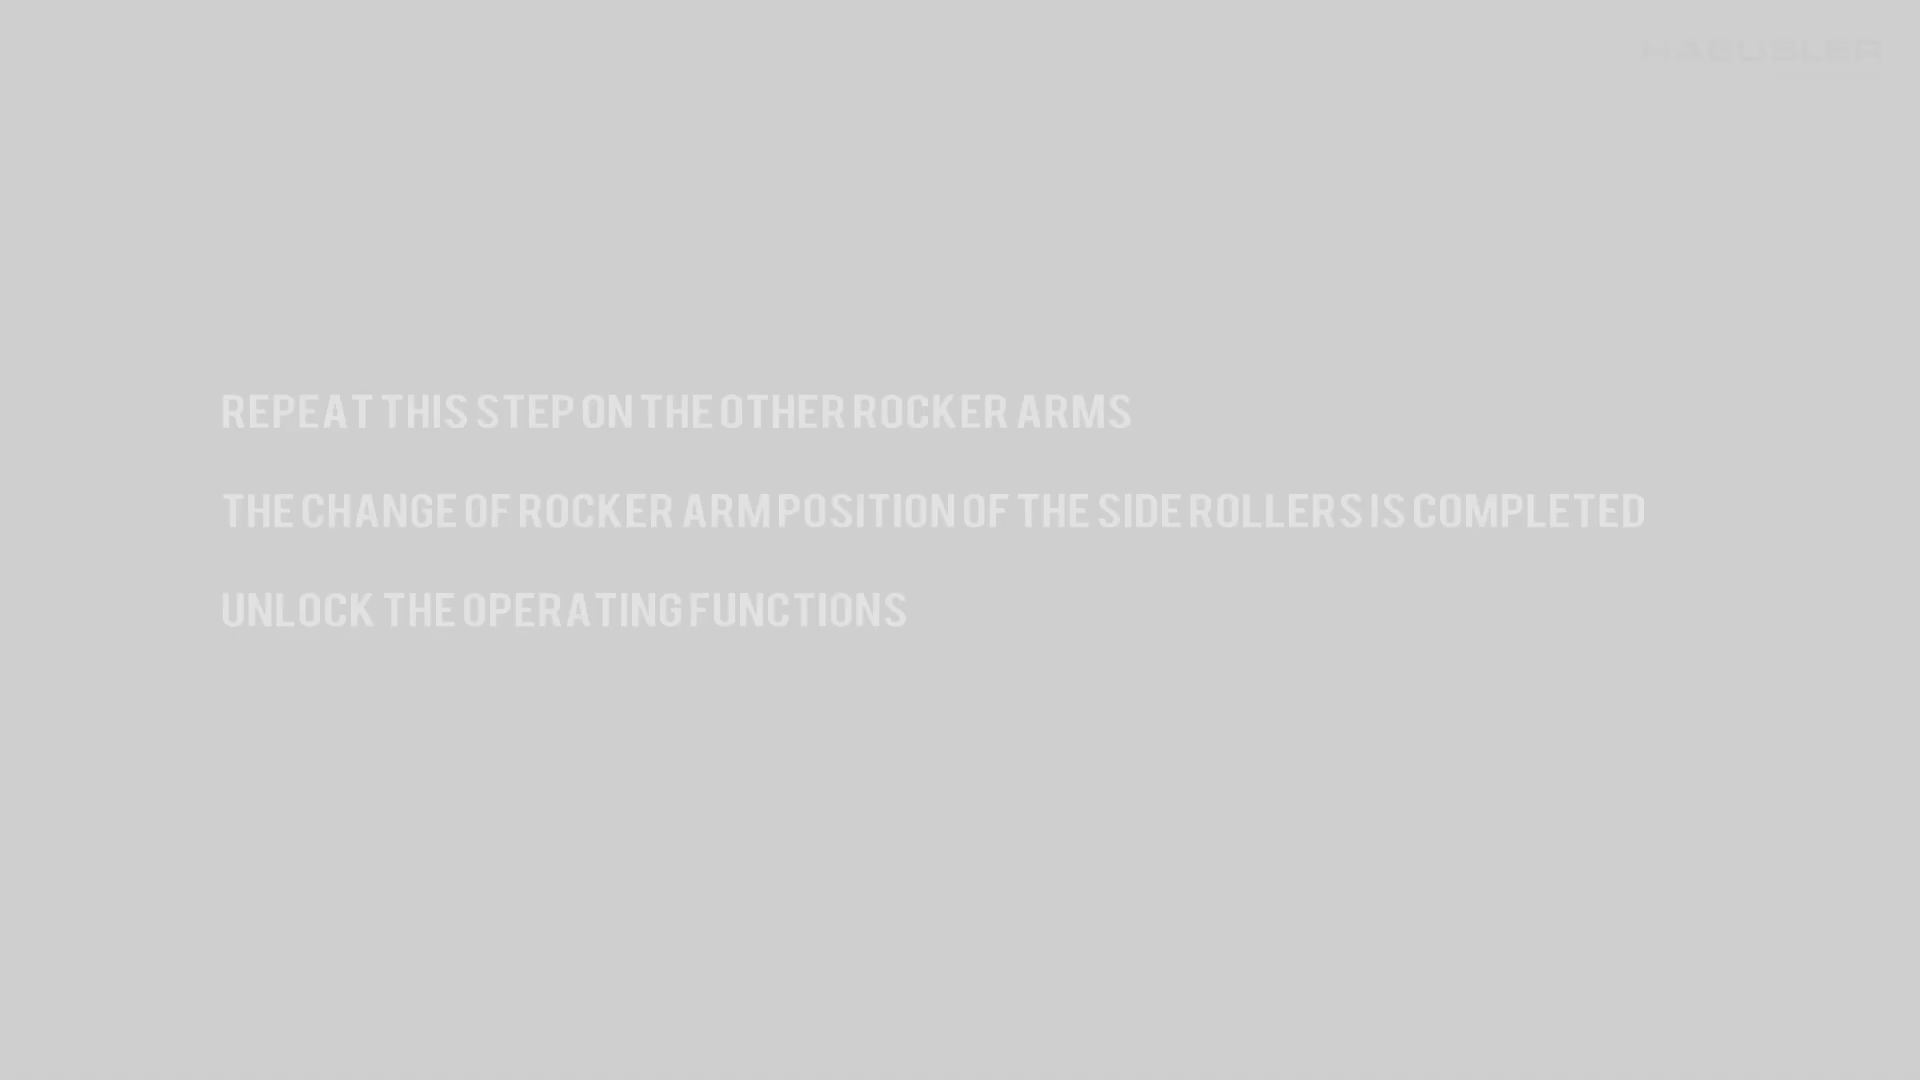 HAEUSLER
REPEAT THIS STEP ON THE OTHER ROCKER ARMS
THE CHANGE OF ROCKER ARM POSITION OF THE SIDE ROLLERS IS COMPLETED
UNLOCK THE OPERATING FUNCTIONS